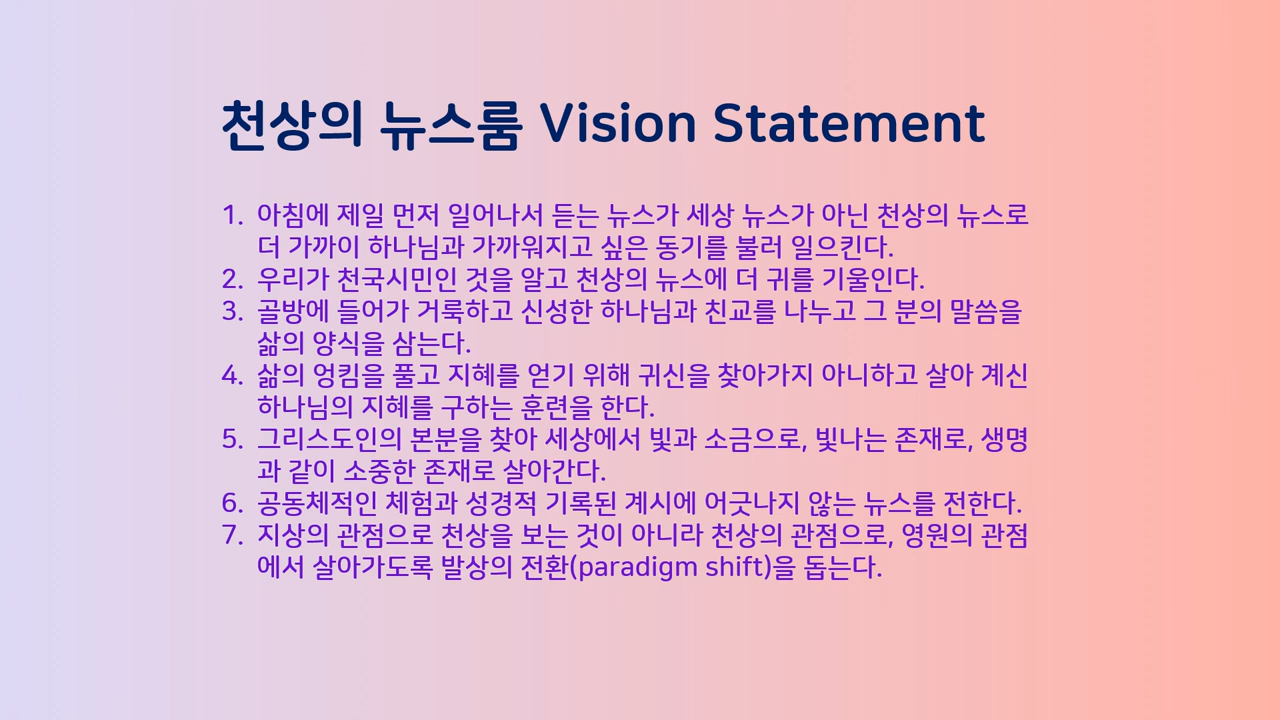 천상의 뉴스룸 Vision Statement
1. 아침에 제일 먼저 일어나서 듣는 뉴스가 세상 뉴스가 아닌 천상의 뉴스로
더 가까이 하나님과 가까워지고 싶은 동기를 불러 일으킨다.
2. 우리가 천국시민인 것을 알고 천상의 뉴스에 더 귀를 기울인다.
3. 골방에 들어가 거룩하고 신성한 하나님과 친교를 나누고 그 분의 말씀을
삶의 양식을 삼는다.
4. 삶의 엉킴을 풀고 지혜를 얻기 위해 귀신을 찾아가지 아니하고 살아 계신
하나님의 지혜를 구하는 훈련을 한다.
5. 그리스도인의 본분을 찾아 세상에서 빛과 소금으로, 빛나는 존재로, 생명
과 같이 소중한 존재로 살아간다.
6. 공동체적인 체험과 성경적 기록된 계시에 어긋나지 않는 뉴스를 전한다.
7. 지상의 관점으로 천상을 보는 것이 아니라 천상의 관점으로, 영원의 관점
에서 살아가도록 발상의 전환(paradigm shift)을 돕는다.